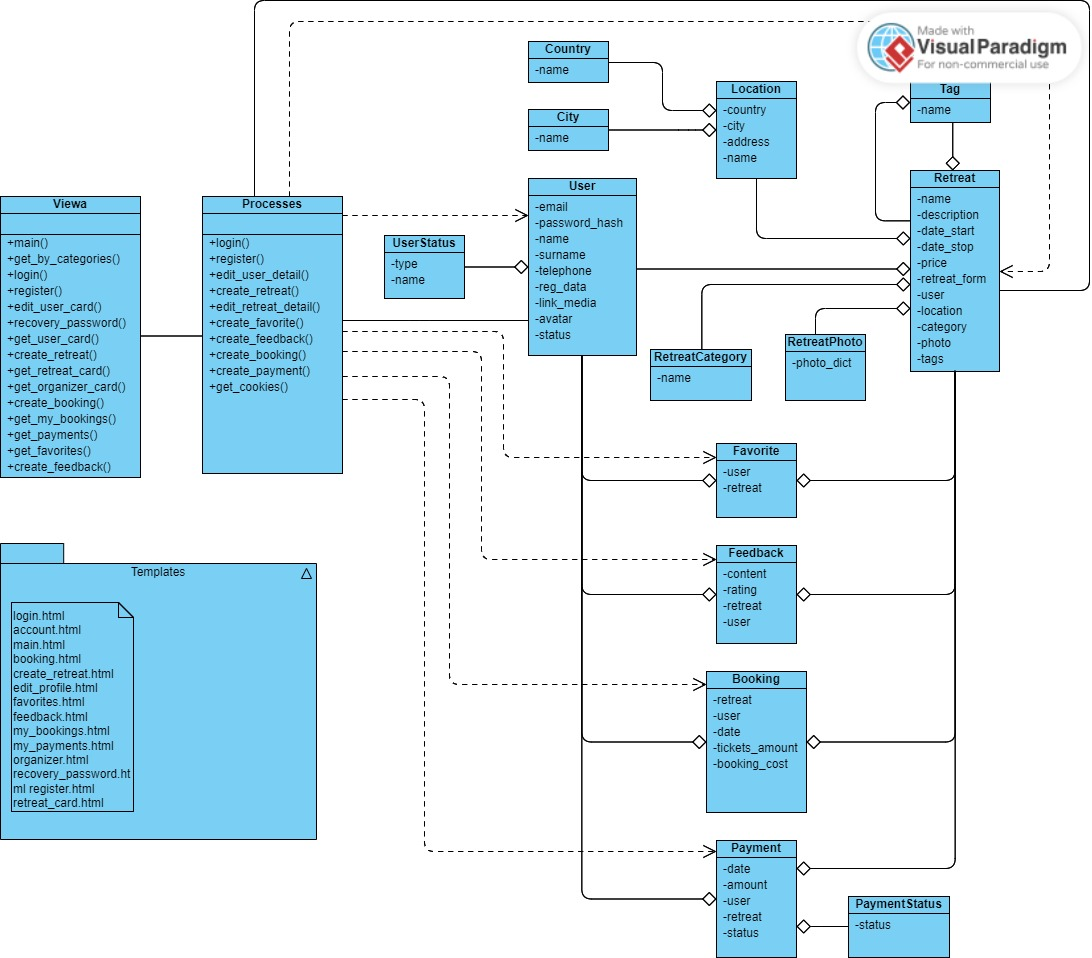 Made with
VisualParadigm
For non-commercial use
Country
-name
City
-name
Location
-country
-city
-address
-name
Tag
-name
Viewa
+main()
+get_by_categories()
+login()
+register()
+edit_user_card()
+recovery_password()
+get_user_card()
+create_retreat()
+get_retreat_card()
+get_organizer_card()
+create_booking()
+get_my_bookings()
+get_payments()
+get_favorites()
+create_feedback()
Processes
+login()
+register()
+edit_user_detail()
+create_retreat()
+edit_retreat_detail()
+create_favorite()
+create_feedback()
+create_booking()
+create_payment()
+get_cookies()
UserStatus
-type
-name
User
-email
-password_hash
-name
-surname
-telephone
-reg_data
-link_media
-avatar
-status
Retreat
-name
-description
-date_start
-date_stop
-price
-retreat_form
-user
-location
-category
-photo
-tags
RetreatCategory
-name
RetreatPhoto
-photo_dict
Favorite
-user
-retreat
Feedback
-content
-rating
-retreat
-user
Booking
-retreat
-user
-date
-tickets_amount
-booking_cost
Payment
-date
-amount
-user
-retreat
-status
PaymentStatus
-status
Templates
login.html
account.html
main.html
booking.html
create_retreat.html
edit_profile.html
favorites.html
feedback.html
my_bookings.html
my_payments.html
organizer.html
recovery_password.ht
ml register.html
retreat_card.html